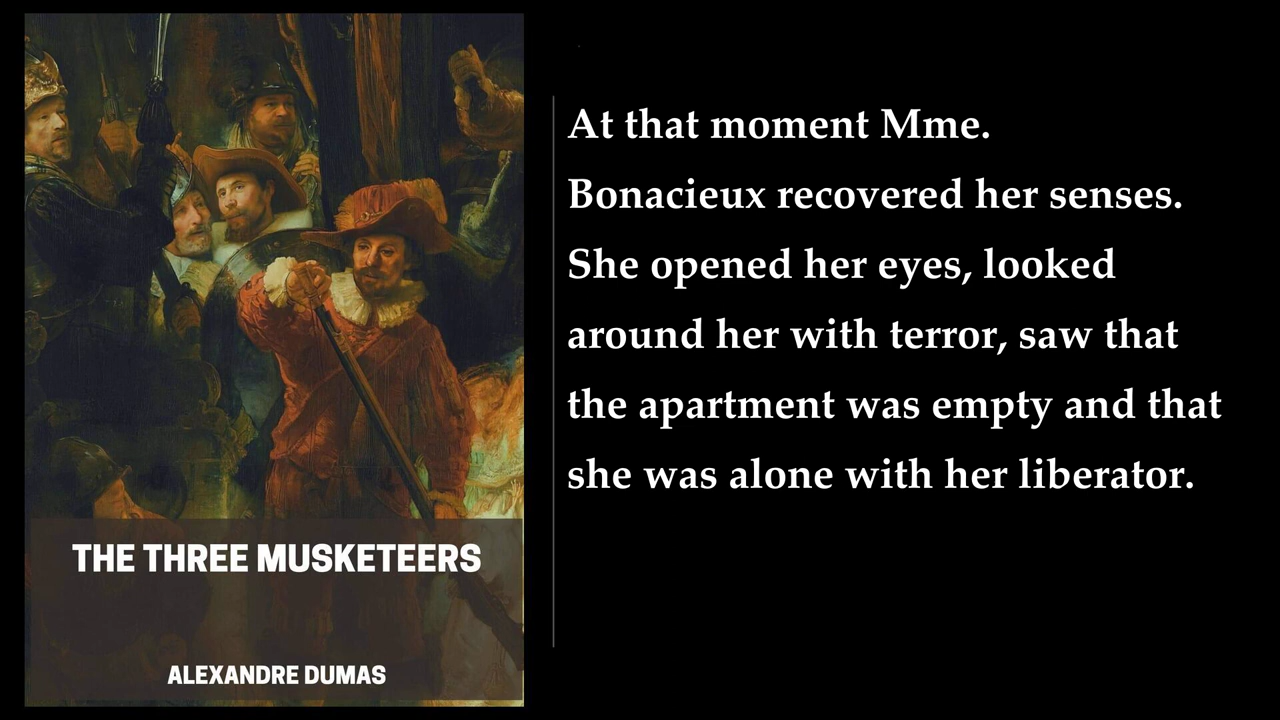 THE THREE MUSKETEERS
ALEXANDRE DUMAS
At that moment Mme.
Bonacieux recovered her senses.
She opened her eyes, looked
around her with terror, saw that
the apartment was empty and that
she was alone with her liberator.